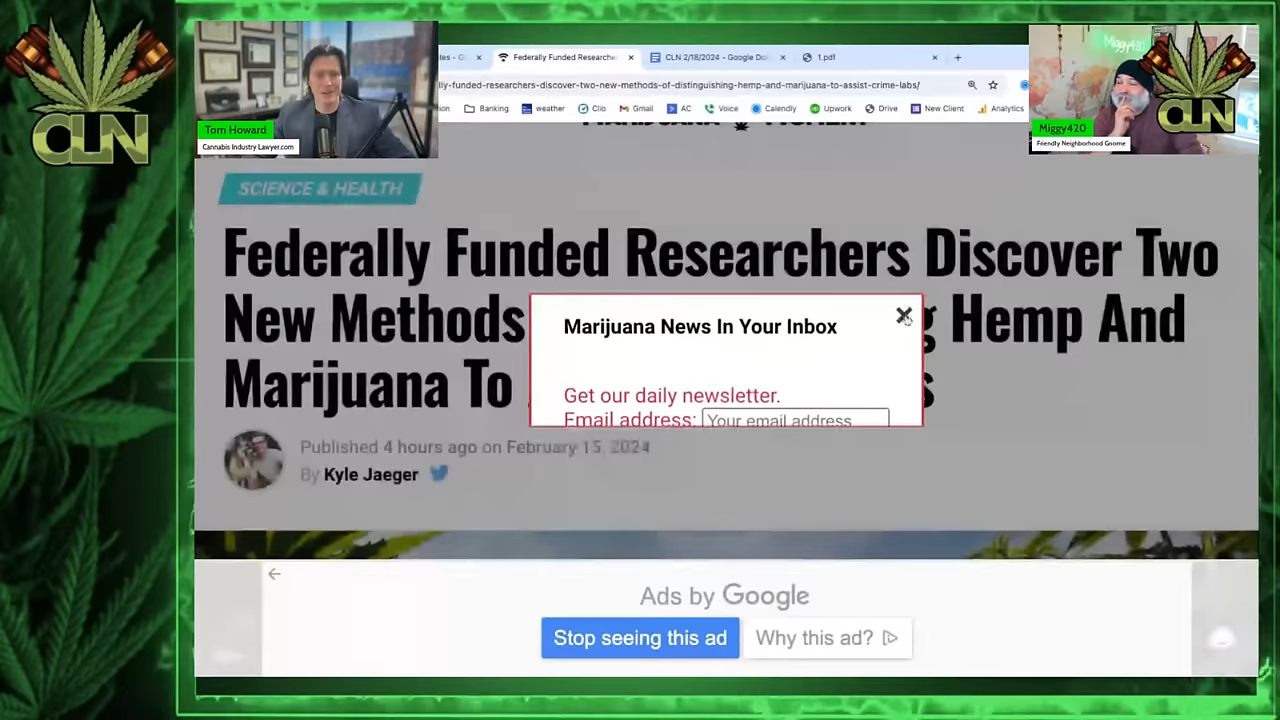 CLN
Tom Howard
Cannabis Industry Lawyer.com
Federally Funded Researche
CLN 2/18/2024 - Google Do
1.pdf
lly-funded-researchers-discover-two-new-methods-of-distinguishing-hemp-and-marijuana-to-assist-crime-labs/
Banking
weather
Clio
Gmail
AC
Voice
Calendly
Upwork
Drive
New Client
Analytics
Miggy420
CLN
Miggy420
Friendly Neighborhood Gnome
SCIENCE & HEALTH
Federally Funded Researchers Discover Two
New Methods g Hemp And
Marijuana To s
Marijuana News In Your Inbox
Get our daily newsletter.
Email address: Your email address
Published 4 hours ago on February 15, 2024
By Kyle Jaeger
Ads by Google
Stop seeing this ad
Why this ad?